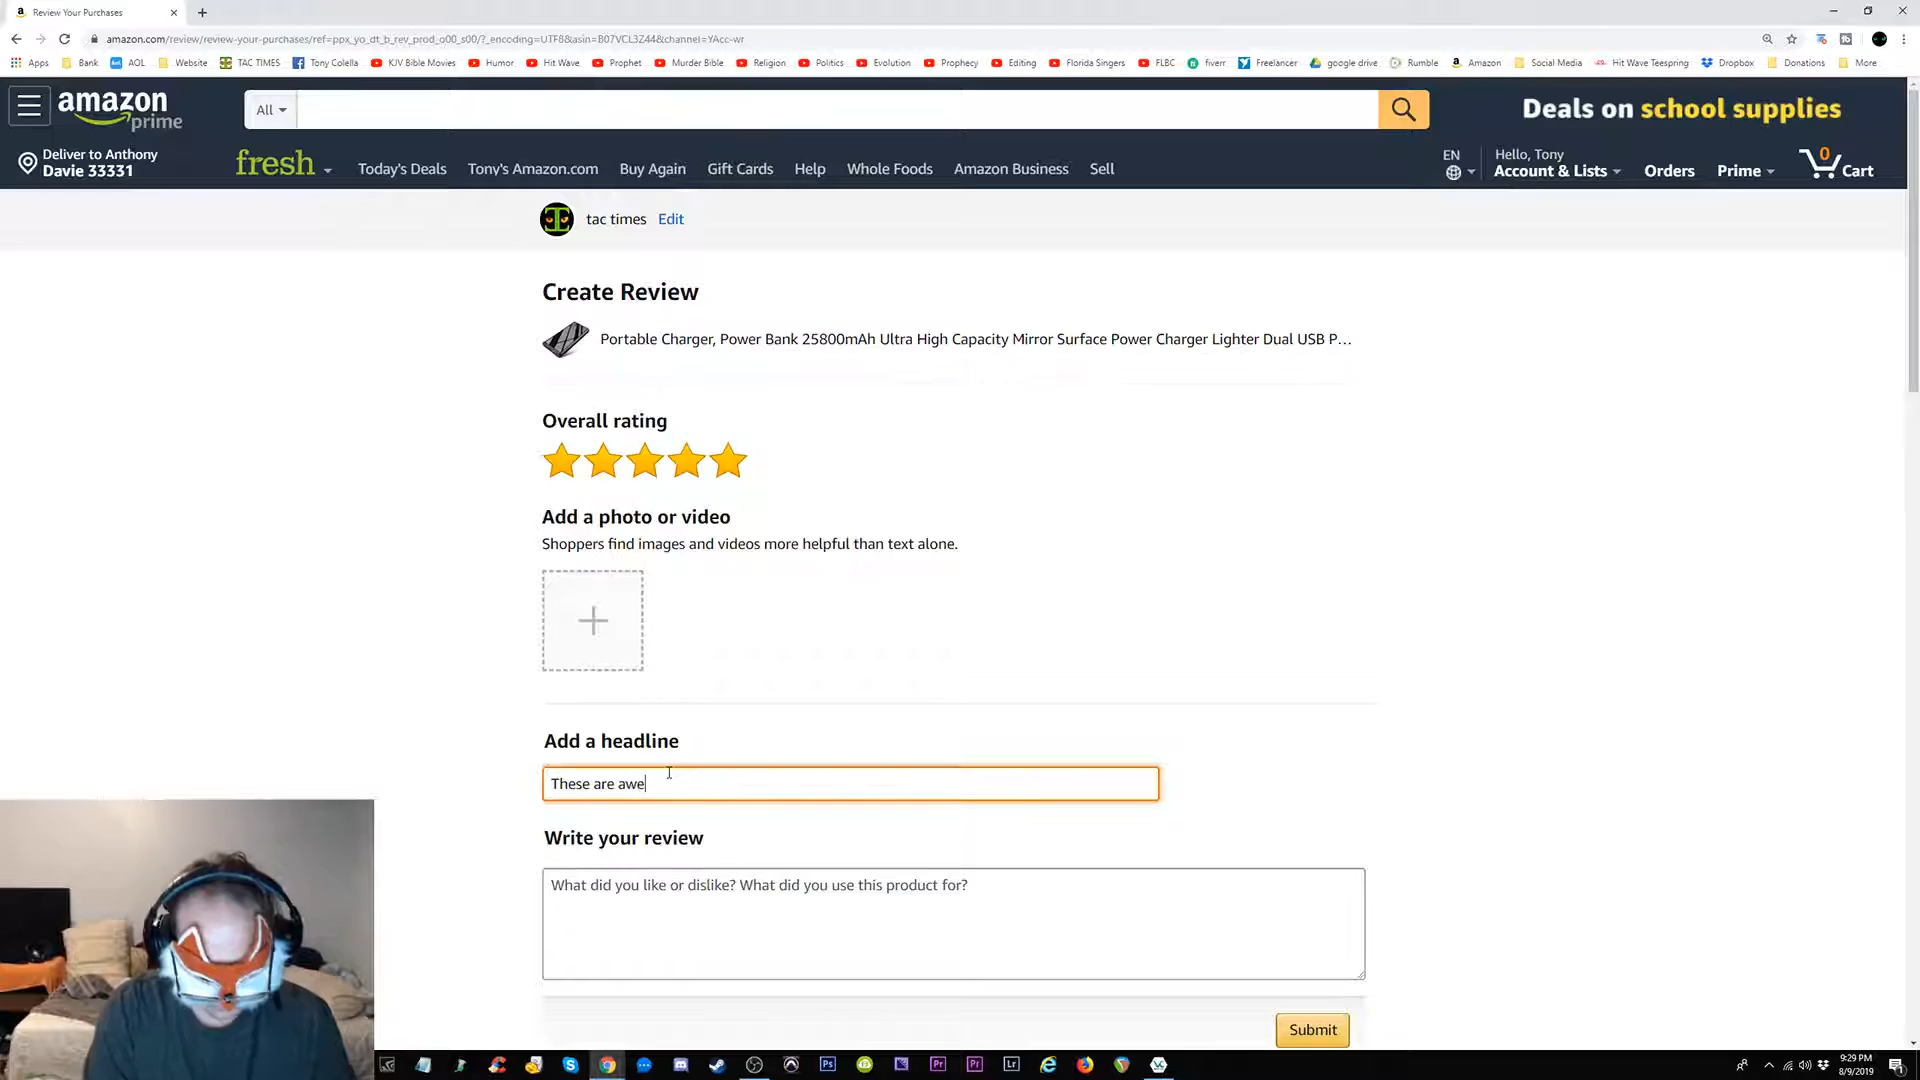 Review Your Purchases
amazon.com/review/review-your-purchases/ref=ppx_yo_dt_b_rev_prod_o00_s00/?_encoding=UTF8&asin=B07VCL3Z44&channel=YAcc-wr
Apps Bank AOL Website TAC TIMES Tony Colella KJV Bible Movies Humor Hit Wave Prophet Murder Bible Religion Politics Evolution Prophecy Editing Florida Singers FLBC fiverr Freelancer google drive Rumble Amazon Social Media Hit Wave Teespring Dropbox Donations More
amazon prime
All
Deals on school supplies
Deliver to Anthony
Davie 33331
fresh Today's Deals Tony's Amazon.com Buy Again Gift Cards Help Whole Foods Amazon Business Sell
EN
Hello, Tony
Account & Lists Orders Prime
0
Cart
tac times Edit
Create Review
Portable Charger, Power Bank 25800mAh Ultra High Capacity Mirror Surface Power Charger Lighter Dual USB P...
Overall rating
Add a photo or video
Shoppers find images and videos more helpful than text alone.
Add a headline
These are awe
Write your review
What did you like or dislike? What did you use this product for?
Submit
Ps Pr Pr Lr
9:29 PM
8/9/2019